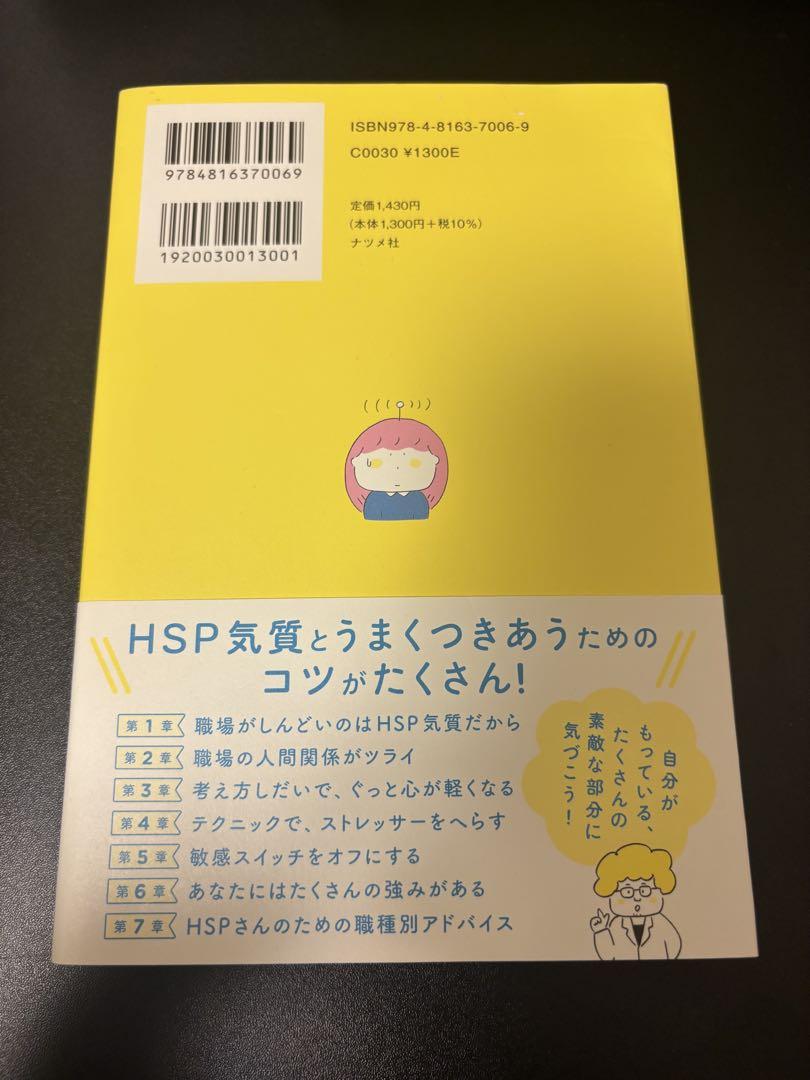 9784816370069
1920030013001
ISBN978-4-8163-7006-9
C0030 ¥1300E
定価1,430円
(本体1,300円+税10%)
ナツメ社
HSP気質とうまくつきあうための
コツがたくさん!
第1章 職場がしんどいのはHSP気質だから
第2章 職場の人間関係がツライ
第3章 考え方しだいで、ぐっと心が軽くなる
第4章 テクニックで、ストレッサーをへらす
第5章 敏感スイッチをオフにする
第6章 あなたにはたくさんの強みがある
第7章 HSPさんのための職種別アドバイス
自分が
もっている、
たくさんの
素敵な部分に
気づこう!